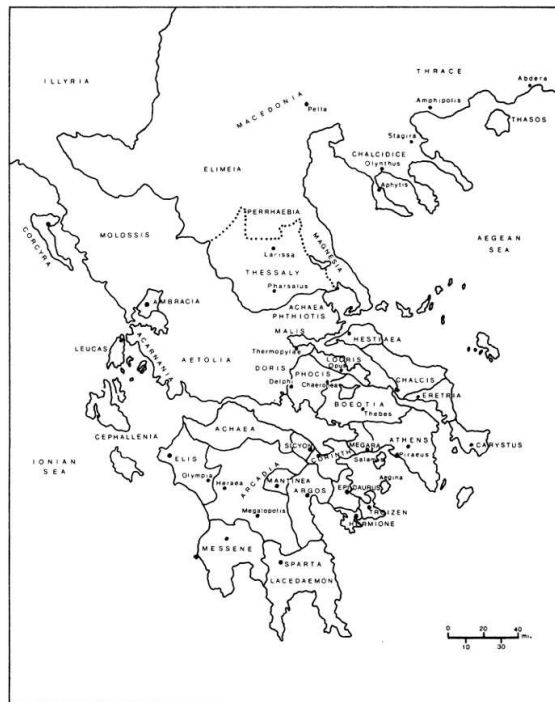 THRACE
Abdera
ILLYRIA
Amphipolis
MACEDONIA
Pella
THASOS
Stagira
CHALCIDICE
Olynthus
ELIMEIA
Aphytis
PERRHAEBIA
MOLOSSIS
CORCYRA
AEGEAN
SEA
Larissa
MAGNESIA
THESSALY
Pharsalus
AMBRACIA
ACHAEA
PHTHIOTIS
MALIS
HESTIAEA
LEUCAS
ACARNANIA
AETOLIA
Thermopylae
LOCRIS
Opus
DORIS
PHOCIS
Delphi
Chaeronea
CHALCIS
ERETRIA
BOEOTIA
Thebes
ACHAEA
CEPHALLENIA
SICYON
CORINTH
MEGARA
ATHENS
CARYSTUS
Salamis
Piraeus
IONIAN
SEA
ELIS
Olympia
Heraea
ARCADIA
MANTINEA
Aegina
ARGOS
EPIDAURUS
Megalopolis
TROIZEN
HERMIONE
MESSENE
SPARTA
LACEDAEMON
0 20 40
mi.
10 30